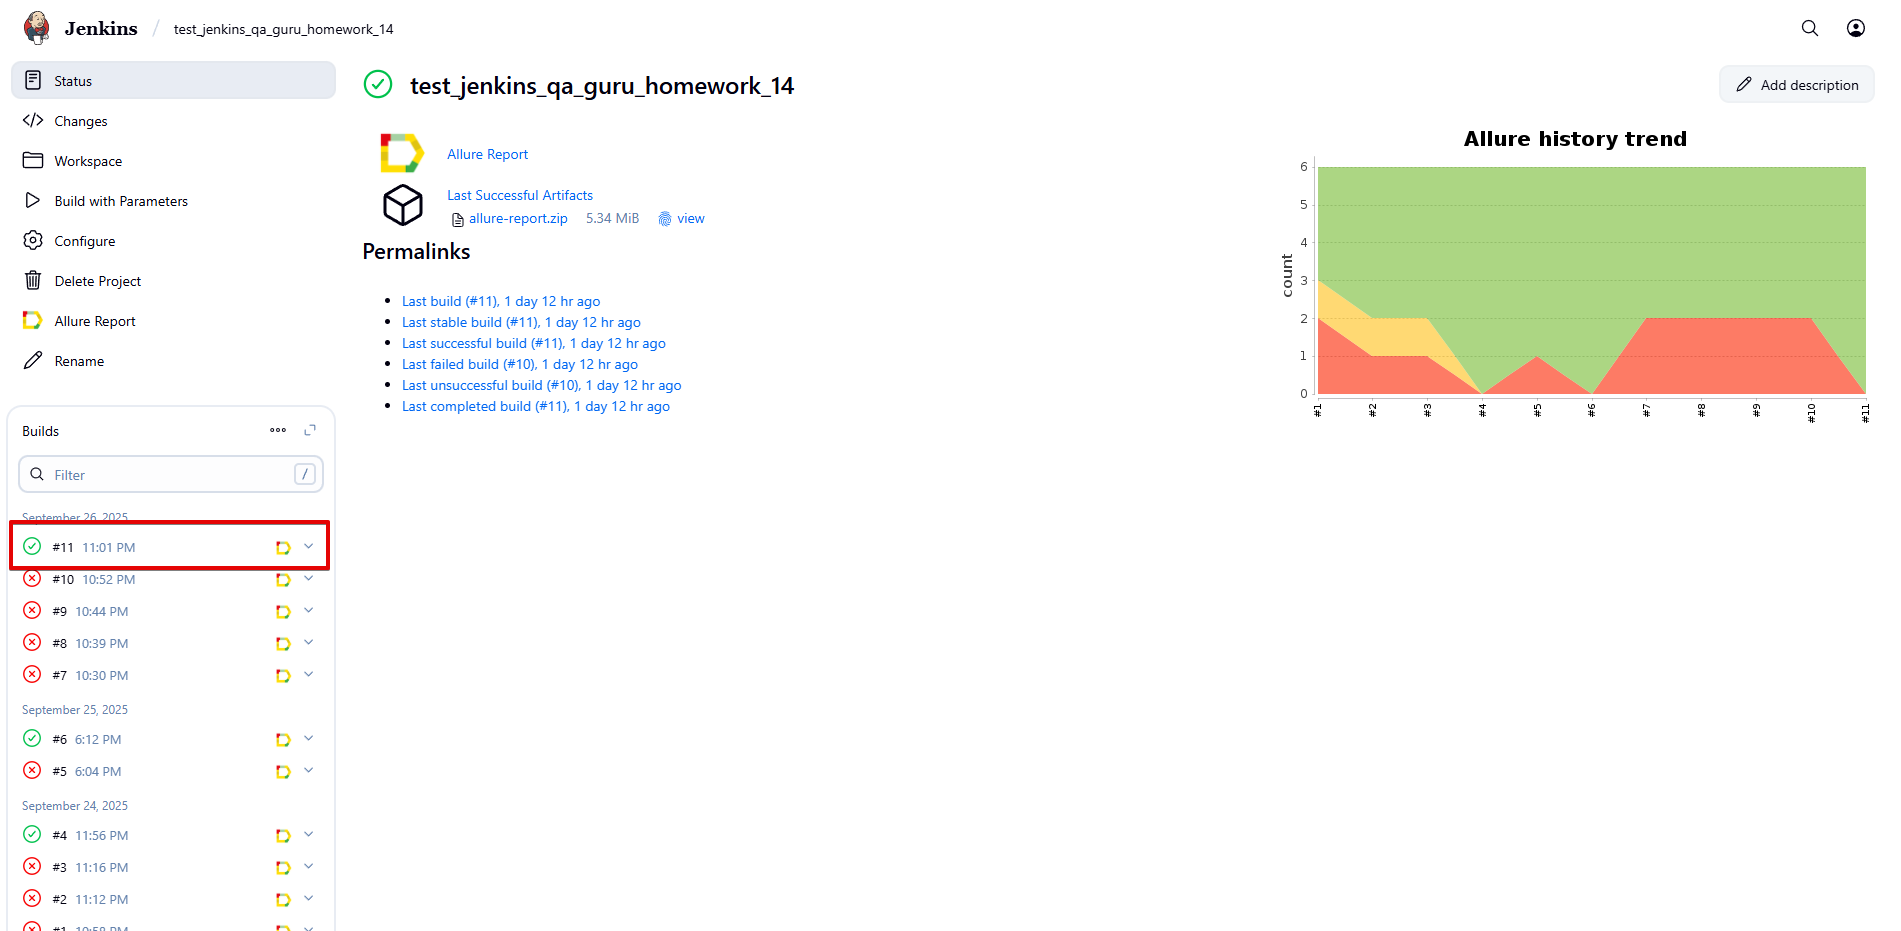 Jenkins / test_jenkins_qa_guru_homework_14
Status
Changes
Workspace
Build with Parameters
Configure
Delete Project
Allure Report
Rename
Builds
Filter /
September 26, 2025
#11 11:01 PM
#10 10:52 PM
#9 10:44 PM
#8 10:39 PM
#7 10:30 PM
September 25, 2025
#6 6:12 PM
#5 6:04 PM
September 24, 2025
#4 11:56 PM
#3 11:16 PM
#2 11:12 PM
#1 10:58 PM
test_jenkins_qa_guru_homework_14
Add description
Allure Report
Last Successful Artifacts
allure-report.zip 5.34 MiB view
Permalinks
Last build (#11), 1 day 12 hr ago
Last stable build (#11), 1 day 12 hr ago
Last successful build (#11), 1 day 12 hr ago
Last failed build (#10), 1 day 12 hr ago
Last unsuccessful build (#10), 1 day 12 hr ago
Last completed build (#11), 1 day 12 hr ago
Allure history trend
count
6
5
4
3
2
1
0
#1 #2 #3 #4 #5 #6 #7 #8 #9 #10 #11